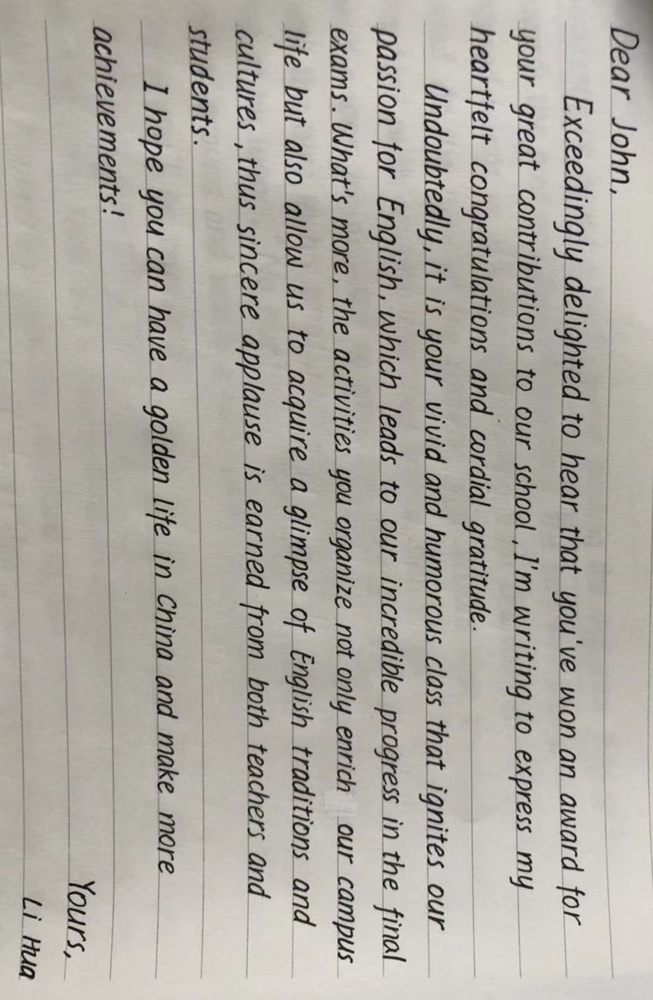 Dear John,
Exceedingly delighted to hear that you've won an award for
your great contributions to our school, I'm writing to express my
heartfelt congratulations and cordial gratitude.
Undoubtedly, it is your vivid and humorous class that ignites our
passion for English, which leads to our incredible progress in the final
exams. What's more, the activities you organize not only enrich our campus
life but also allow us to acquire a glimpse of English traditions and
cultures, thus sincere applause is earned from both teachers and
students.
I hope you can have a golden life in China and make more
achievements!
Yours,
Li Hua